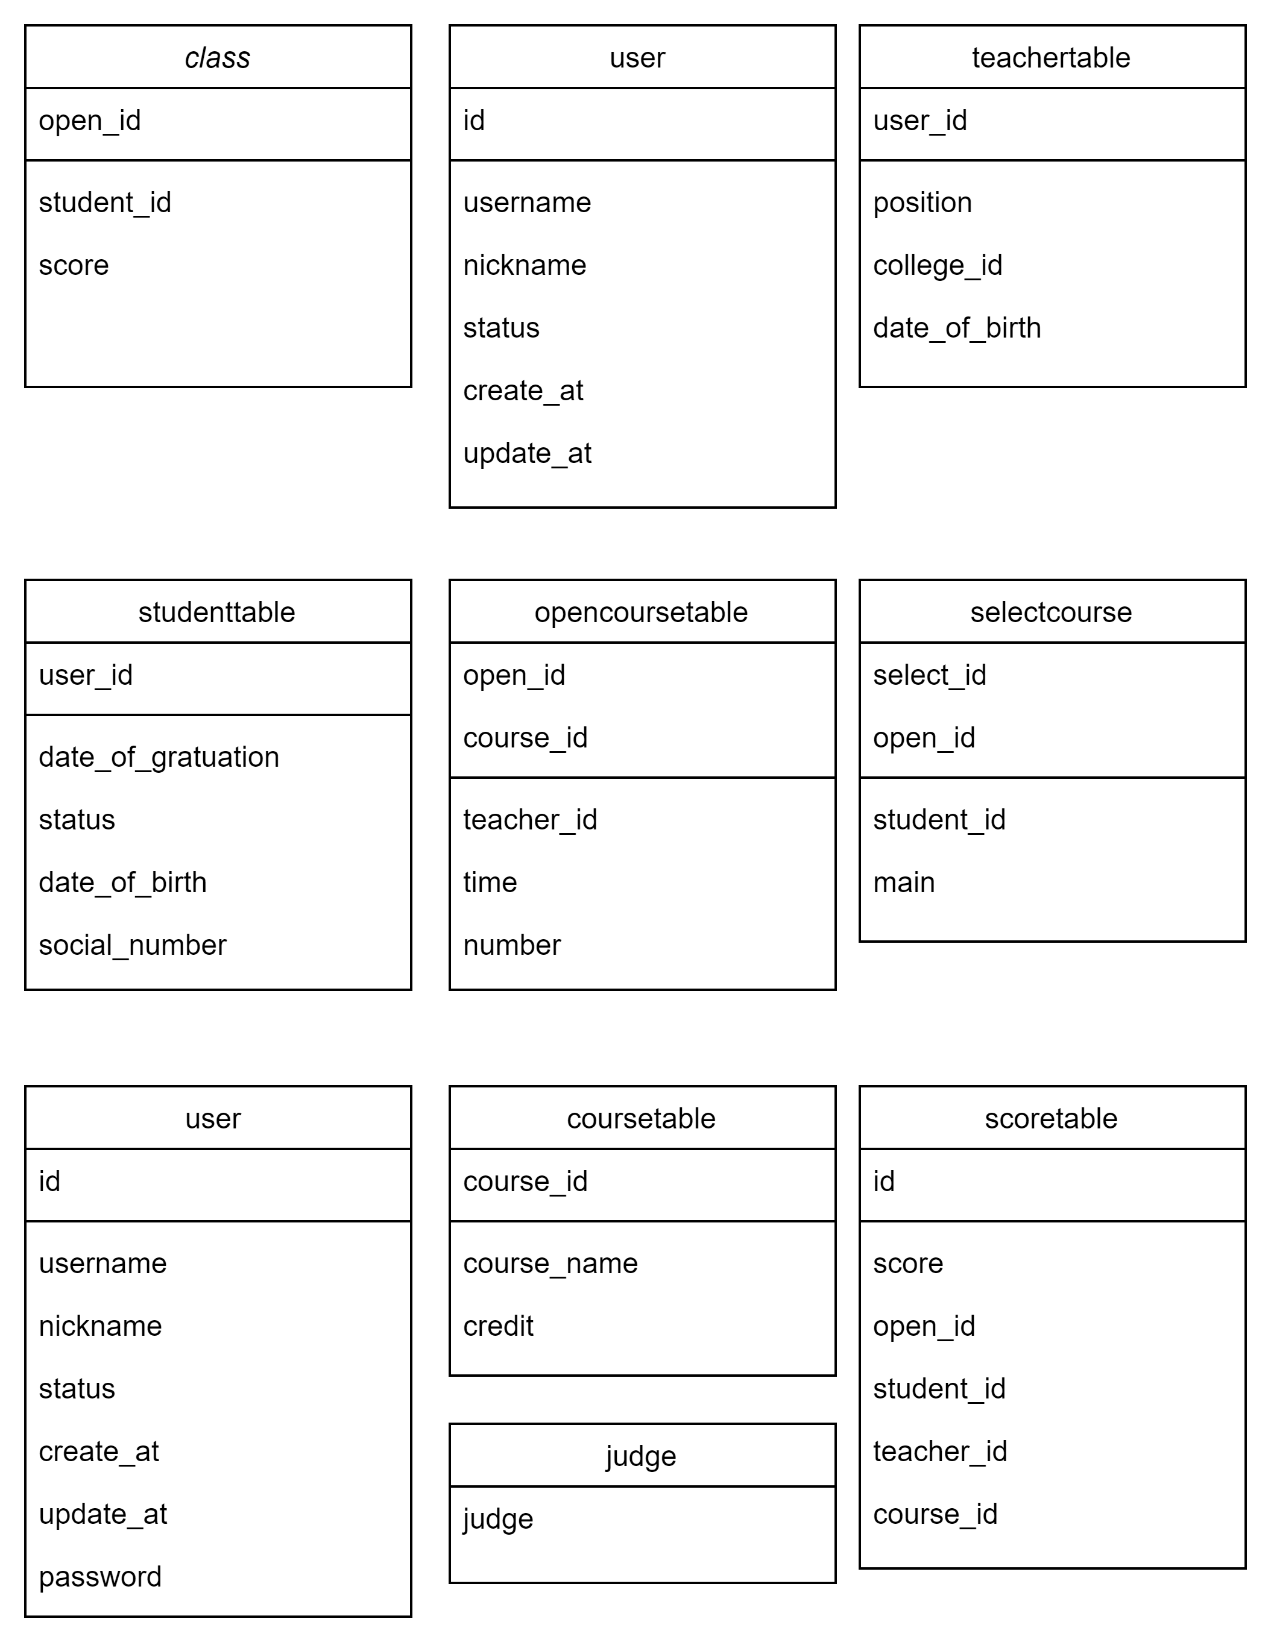 class
open_id
student_id
score
user
id
username
nickname
status
create_at
update_at
teachertable
user_id
position
college_id
date_of_birth
studenttable
user_id
date_of_gratuation
status
date_of_birth
social_number
opencoursetable
open_id
course_id
teacher_id
time
number
selectcourse
select_id
open_id
student_id
main
user
id
username
nickname
status
create_at
update_at
password
coursetable
course_id
course_name
credit
judge
judge
scoretable
id
score
open_id
student_id
teacher_id
course_id